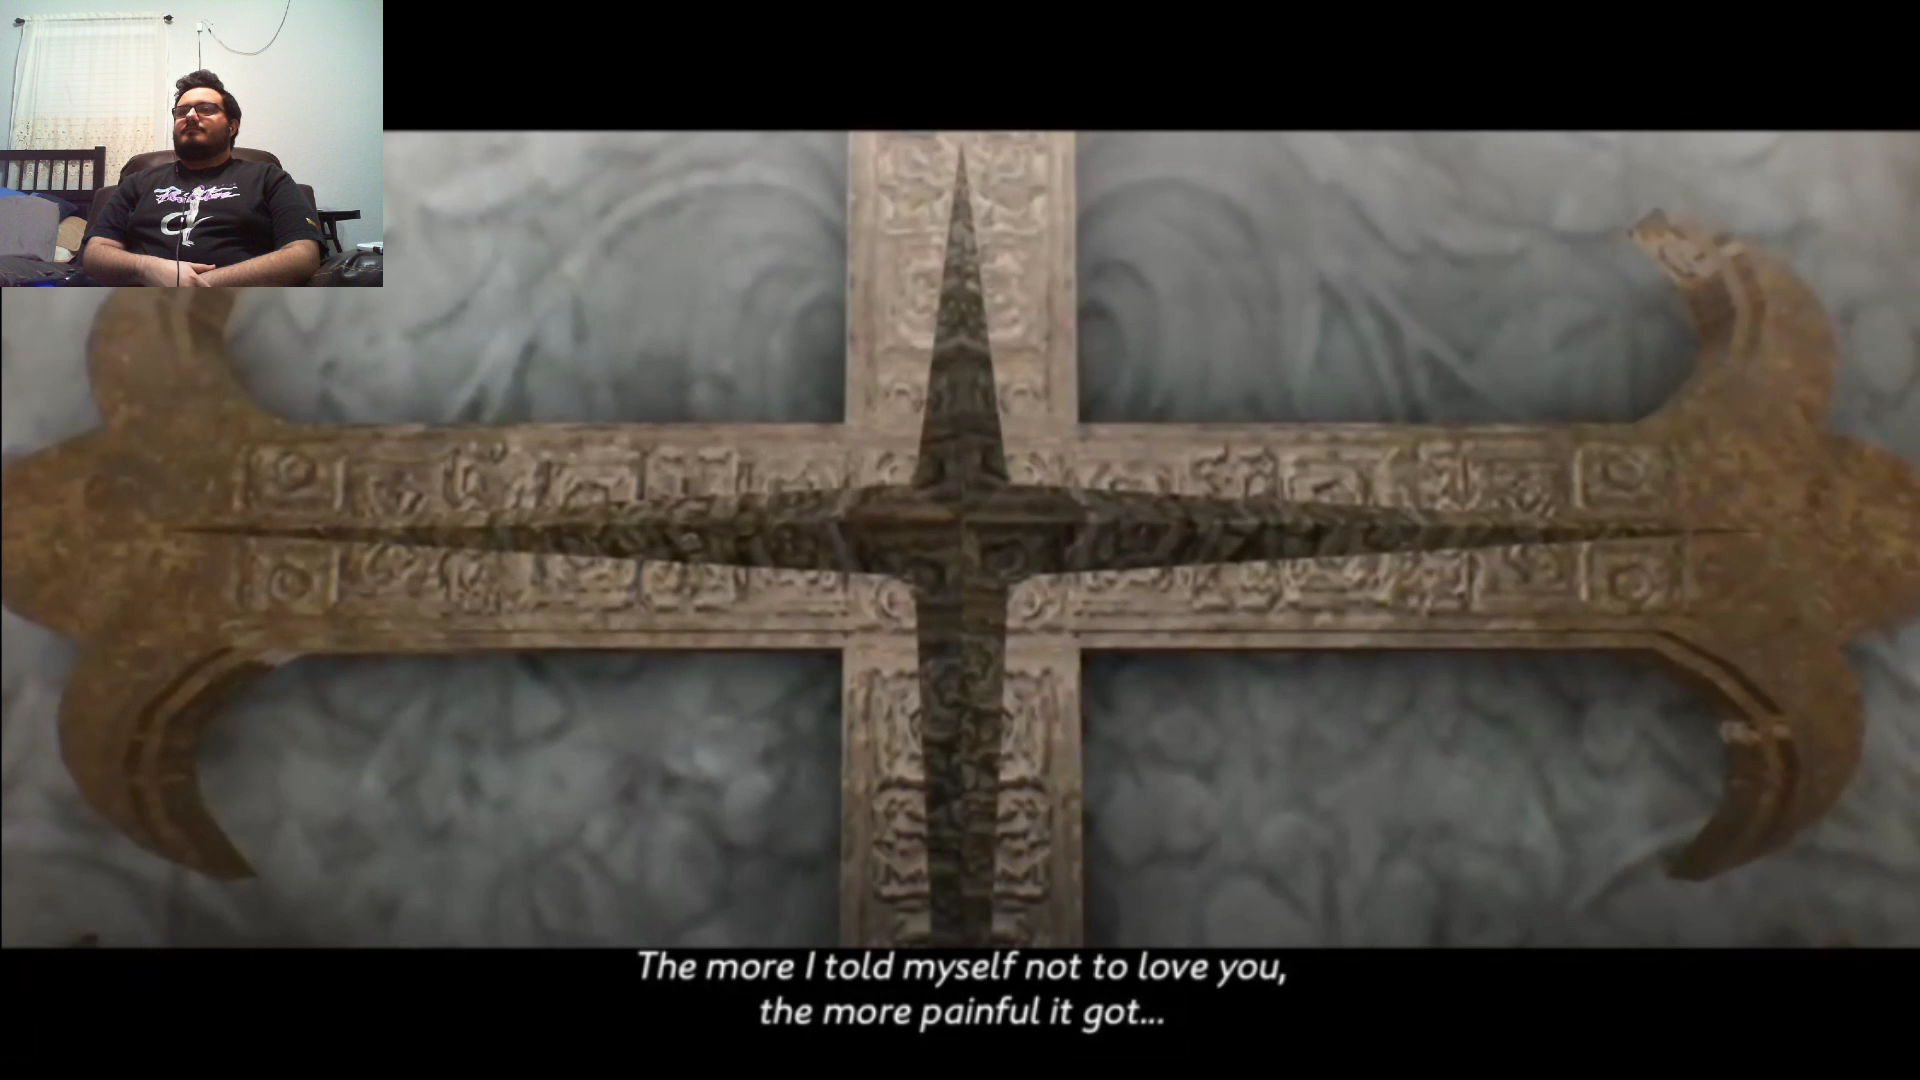 The more I told myself not to love you,
the more painful it got...